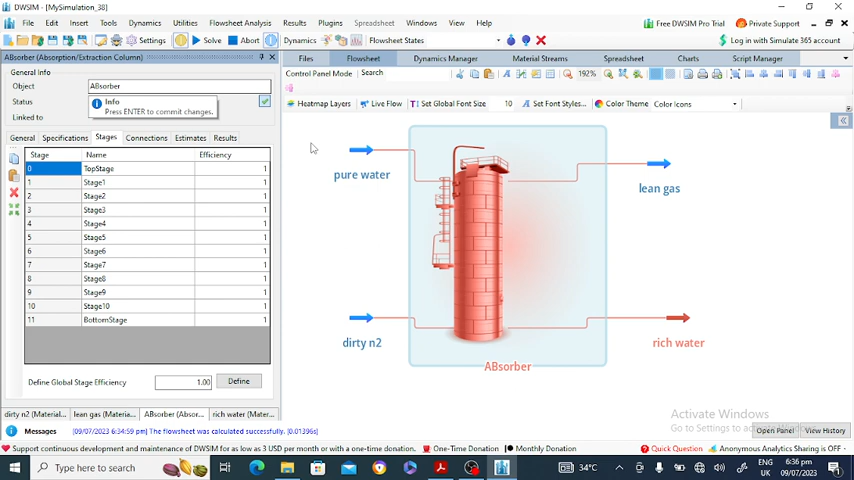 DWSIM - [MySimulation_38]
File Edit Tools Dynamics Utilities Flowsheet Analysis Results Plugins Spreadsheet Windows View Help
Free DWSIM Pro Trial Private Support
Settings Solve Abort Dynamics Flowsheet States
Log in with Simulate 365 account
ABsorber (Absorption/Extraction Column)
Files Flowsheet Dynamics Manager Material Streams Spreadsheet Charts Script Manager
General Info
Control Panel Mode Search 192%
Object ABsorber
Status
Info
Press ENTER to commit changes.
Linked to
Heatmap Layers Live Flow Set Global Font Size 10 Set Font Styles... Color Theme Color Icons
General Specifications Stages Connections Estimates Results
Stage Name Efficiency
0 TopStage 1
1 Stage1 1
2 Stage2 1
3 Stage3 1
4 Stage4 1
5 Stage5 1
6 Stage6 1
7 Stage7 1
8 Stage8 1
9 Stage9 1
10 Stage10 1
11 BottomStage 1
Define Global Stage Efficiency 1.00 Define
pure water
lean gas
dirty n2
rich water
ABsorber
Activate Windows
Go to Settings to
dirty n2 (Material... lean gas (Materia... ABsorber (Absor... rich water (Mater...
Messages [09/07/2023 6:34:59 pm] The flowsheet was calculated successfully. [0.01396s]
Open Panel View History
Support continuous development and maintenance of DWSIM for as low as 3 USD per month or with a one-time donation. One-Time Donation Monthly Donation Quick Question Anonymous Analytics Sharing is OFF
Type here to search
34°C
ENG
UK
6:36 pm
09/07/2023